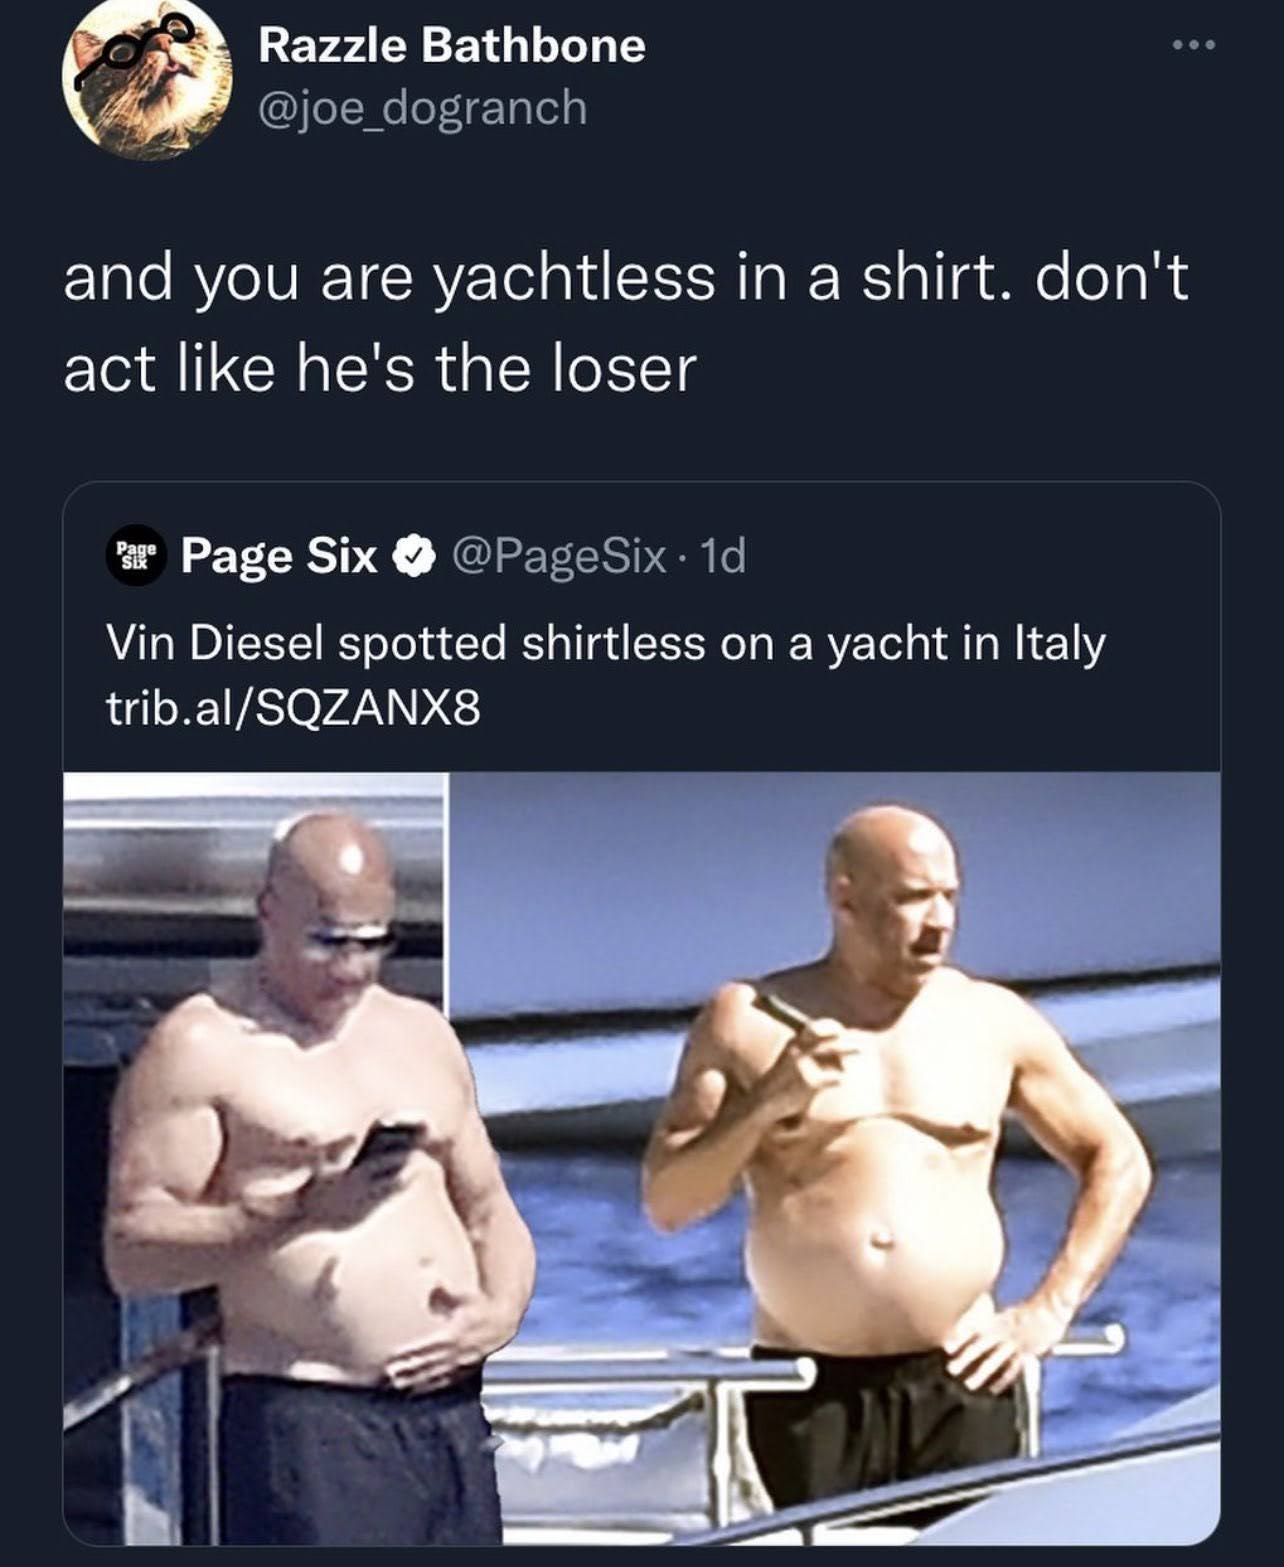 Razzle Bathbone
@joe_dogranch
and you are yachtless in a shirt. don't
act like he's the loser
Page
Six
Page Six @PageSix · 1d
Vin Diesel spotted shirtless on a yacht in Italy
trib.al/SQZANX8